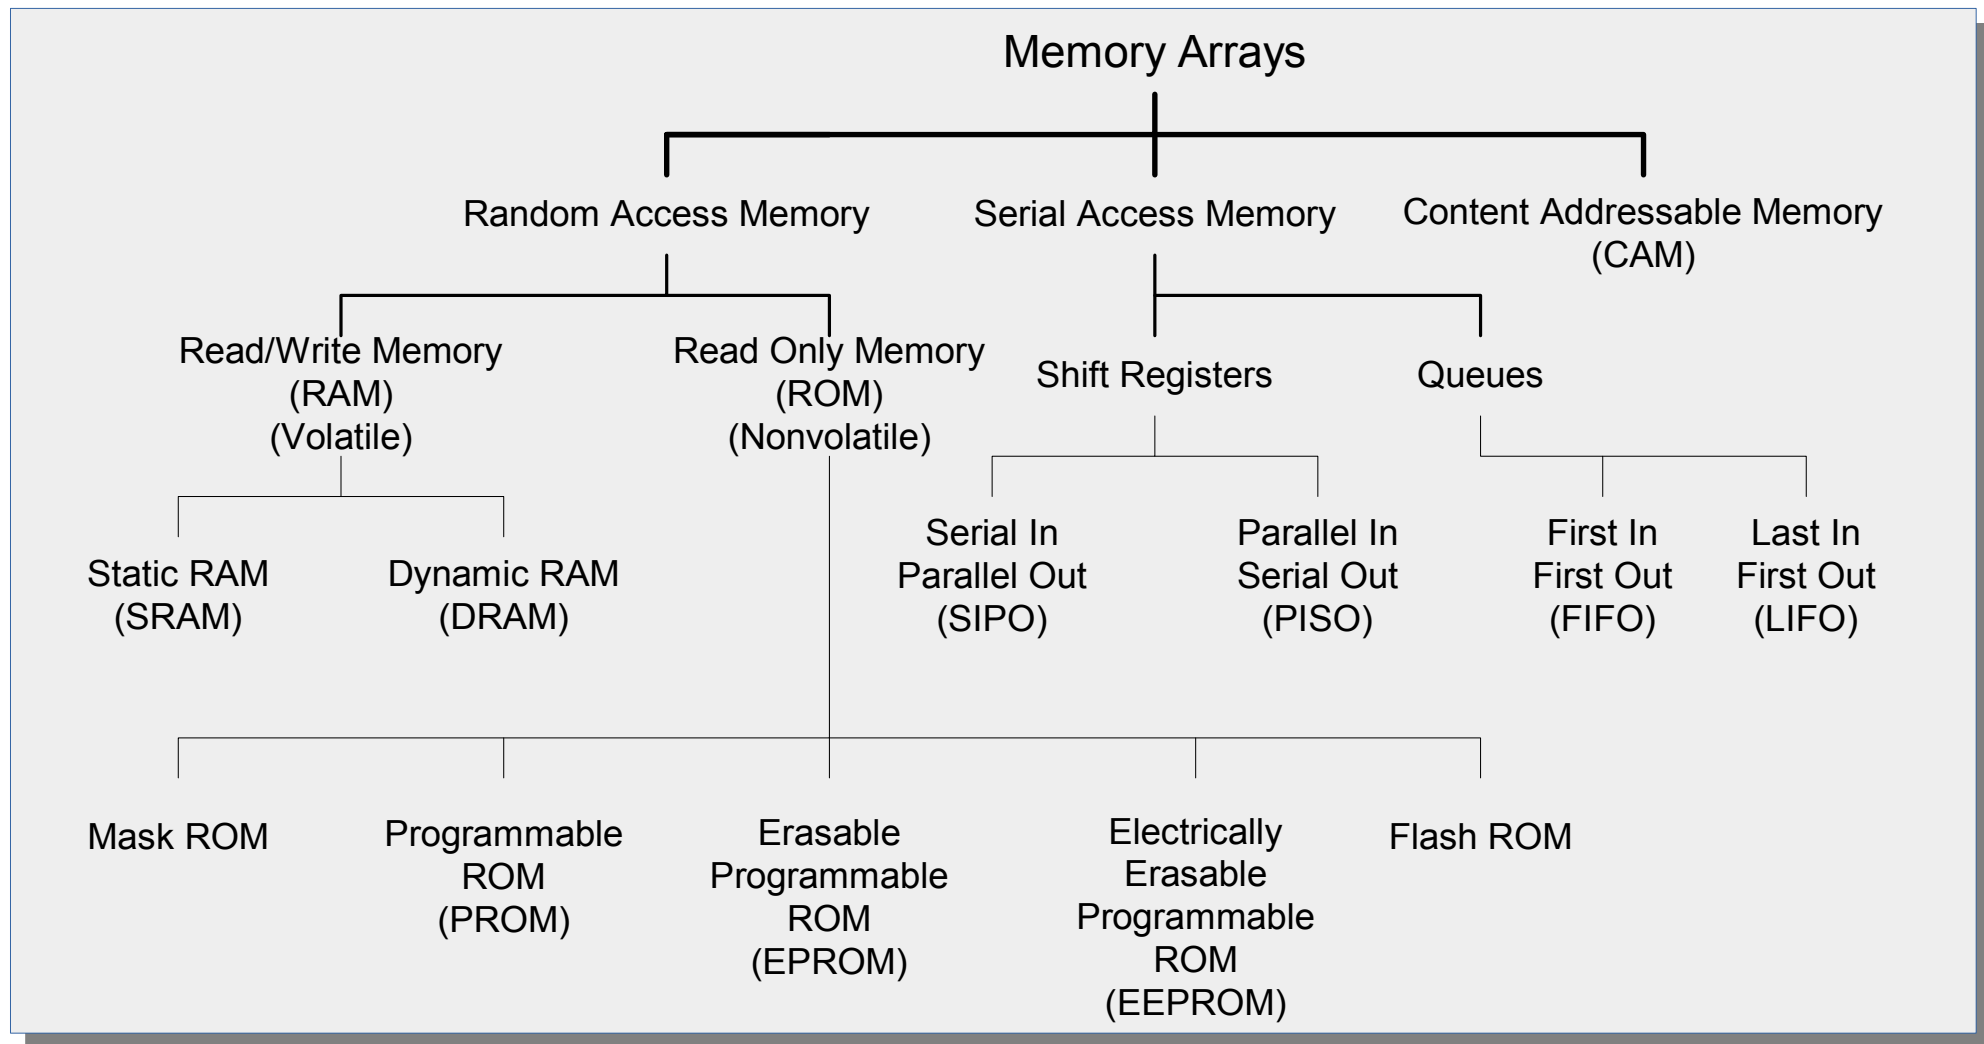 Memory Arrays
Random Access Memory
Serial Access Memory
Content Addressable Memory
(CAM)
Read/Write Memory
(RAM)
(Volatile)
Read Only Memory
(ROM)
(Nonvolatile)
Shift Registers
Queues
Static RAM
(SRAM)
Dynamic RAM
(DRAM)
Serial In
Parallel Out
(SIPO)
Parallel In
Serial Out
(PISO)
First In
First Out
(FIFO)
Last In
First Out
(LIFO)
Mask ROM
Programmable
ROM
(PROM)
Erasable
Programmable
ROM
(EPROM)
Electrically
Erasable
Programmable
ROM
(EEPROM)
Flash ROM